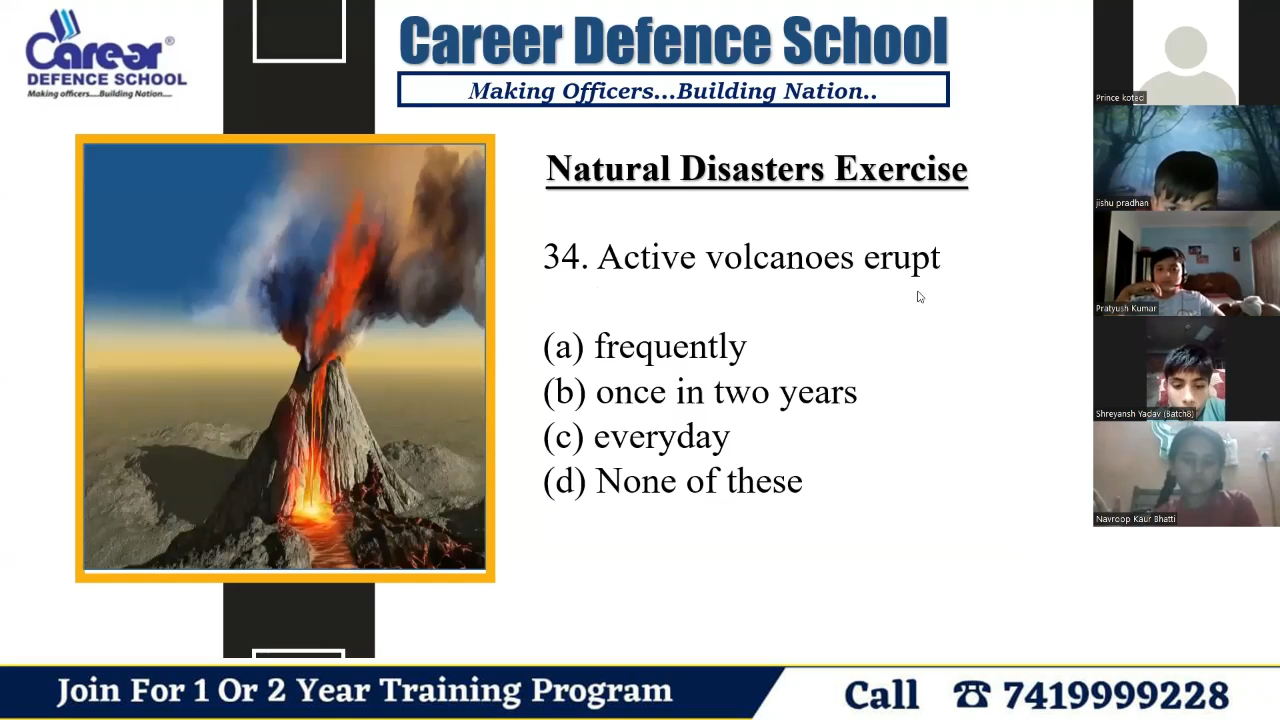 Career®
DEFENCE SCHOOL
Making officers....Building Nation....
Career Defence School
Making Officers...Building Nation..
Natural Disasters Exercise
34. Active volcanoes erupt
(a) frequently
(b) once in two years
(c) everyday
(d) None of these
Prince koted
jishu pradhan
Pratyush Kumar
Shreyansh Yadav (Batch8)
Navroop Kaur Bhatti
Join For 1 Or 2 Year Training Program
Call ☎ 7419999228